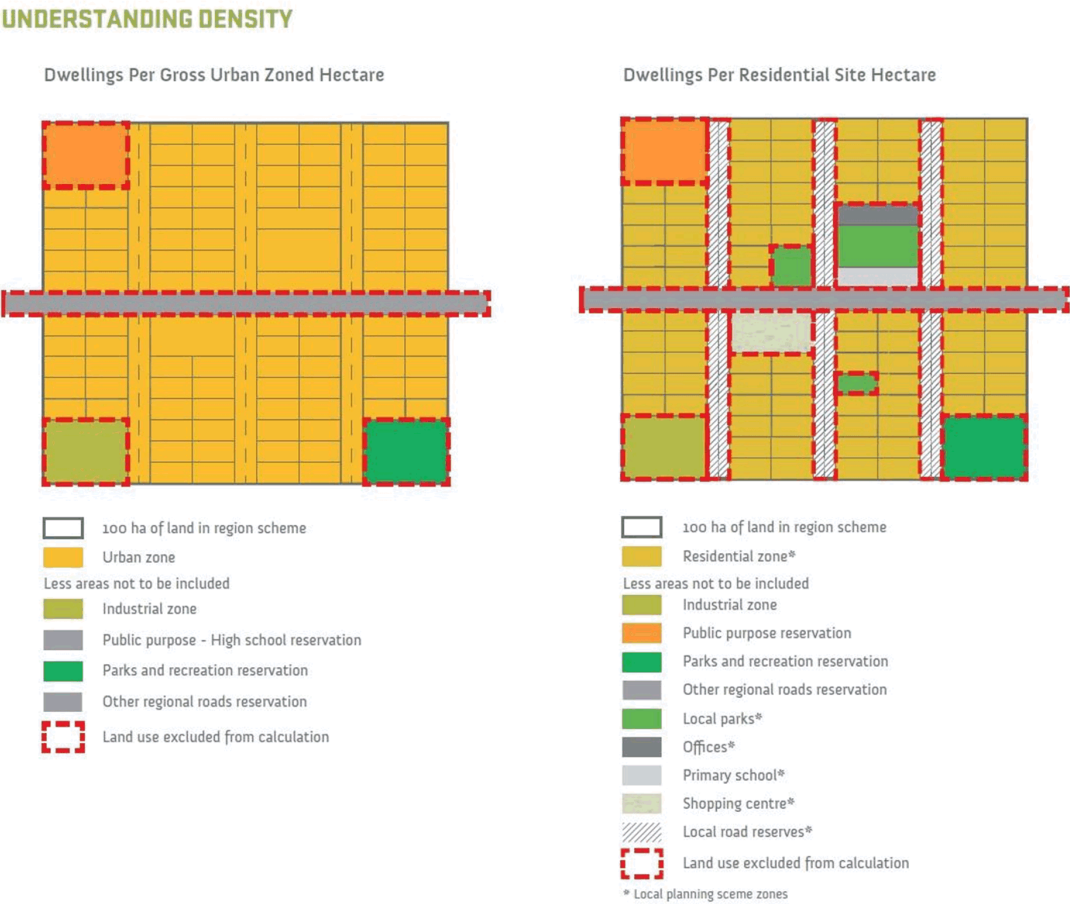 UNDERSTANDING DENSITY
Dwellings Per Gross Urban Zoned Hectare
100 ha of land in region scheme
Urban zone
Less areas not to be included
Industrial zone
Public purpose - High school reservation
Parks and recreation reservation
Other regional roads reservation
Land use excluded from calculation
Dwellings Per Residential Site Hectare
100 ha of land in region scheme
Residential zone*
Less areas not to be included
Industrial zone
Public purpose reservation
Parks and recreation reservation
Other regional roads reservation
Local parks*
Offices*
Primary school*
Shopping centre*
Local road reserves*
Land use excluded from calculation
* Local planning sceme zones